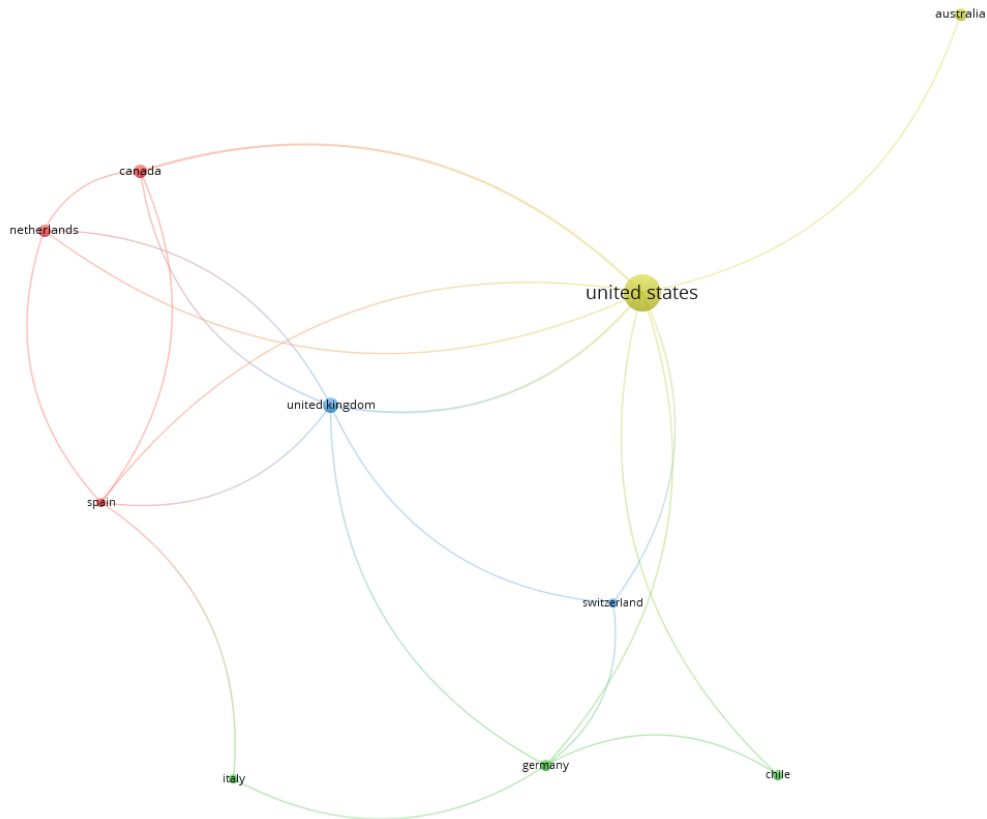 australia
canada
netherlands
united states
united kingdom
spain
switzerland
germany
chile
italy